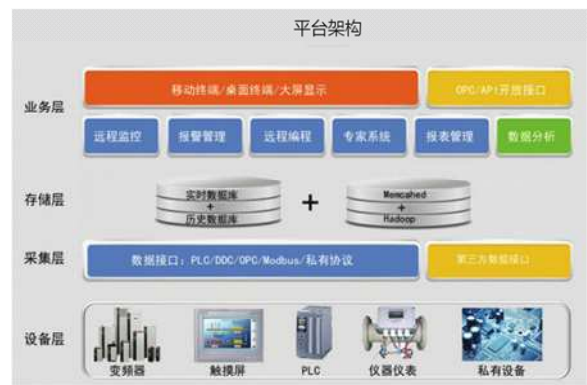 平台架构
业务层
移动终端/桌面终端/大屏显示
OPC/API开放接口
远程监控
报警管理
远程编程
专家系统
报表管理
数据分析
存储层
实时数据库
+
历史数据库
+
Memcahed
+
Hadoop
采集层
数据接口：PLC/DDC/OPC/Modbus/私有协议
第三方数据接口
设备层
变频器
触摸屏
PLC
仪器仪表
私有设备